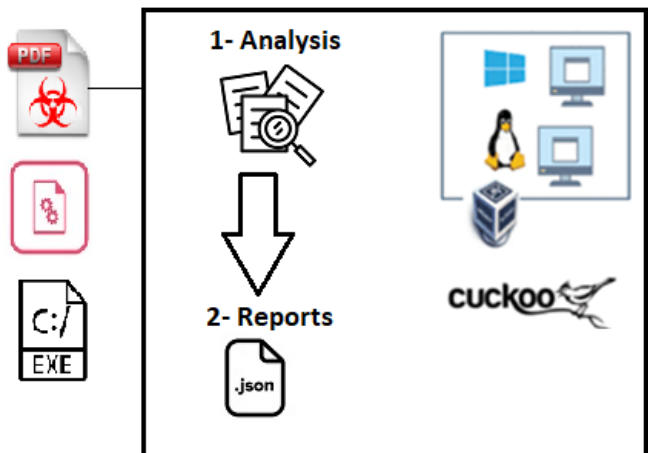 PDF
1- Analysis
C:/
EXE
2- Reports
.json
cuckoo